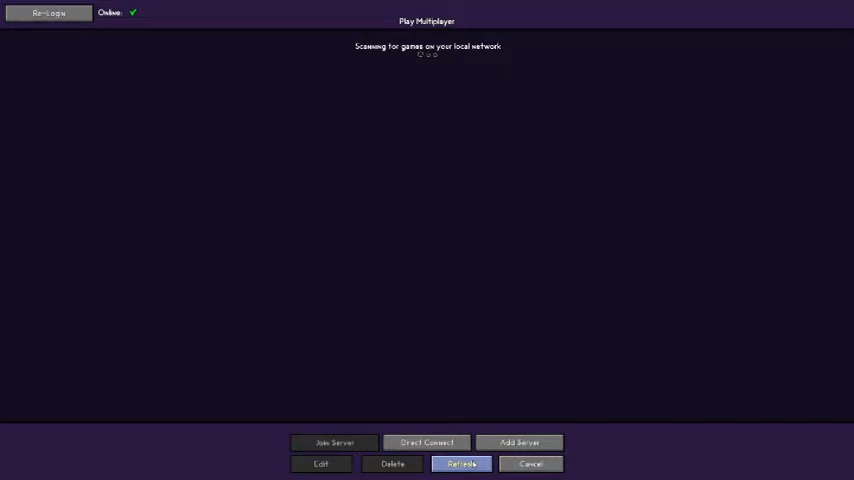 Re-Login Online: ✓
Play Multiplayer
Scanning for games on your local network
Join Server Direct Connect Add Server
Edit Delete Refresh Cancel